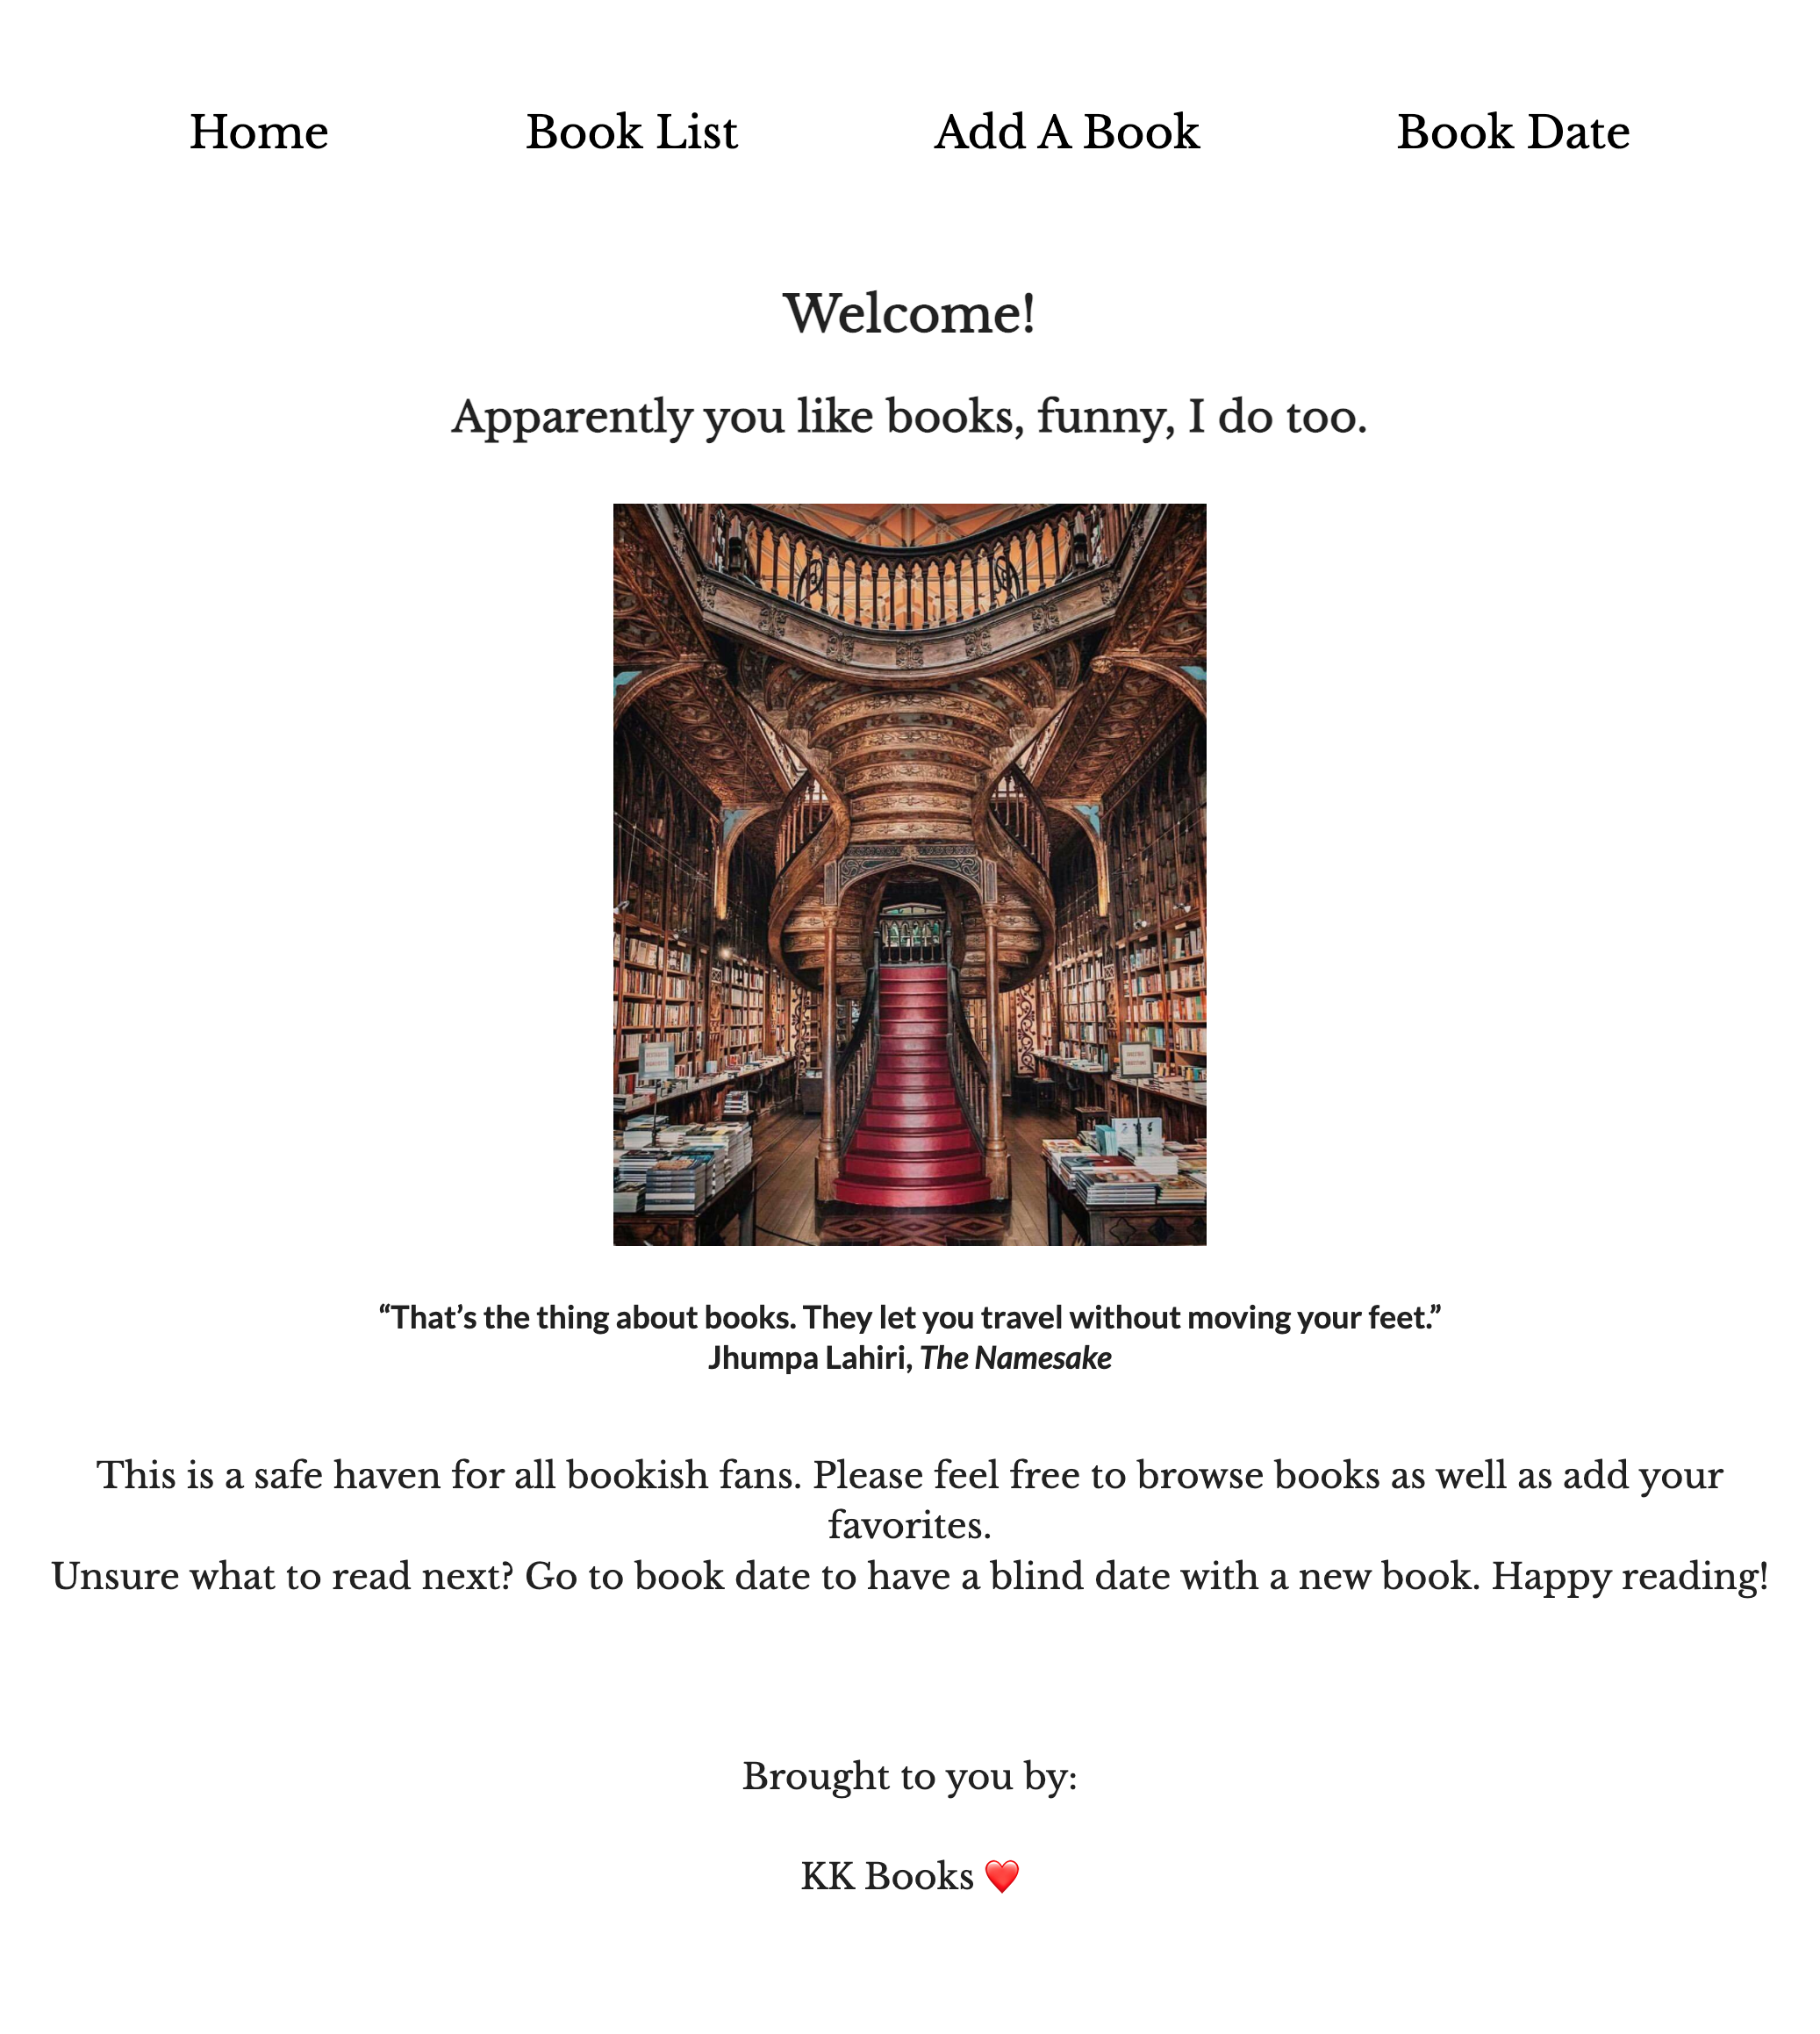 Home Book List Add A Book Book Date
Welcome!
Apparently you like books, funny, I do too.
“That’s the thing about books. They let you travel without moving your feet.”
Jhumpa Lahiri, The Namesake
This is a safe haven for all bookish fans. Please feel free to browse books as well as add your
favorites.
Unsure what to read next? Go to book date to have a blind date with a new book. Happy reading!
Brought to you by:
KK Books ❤️